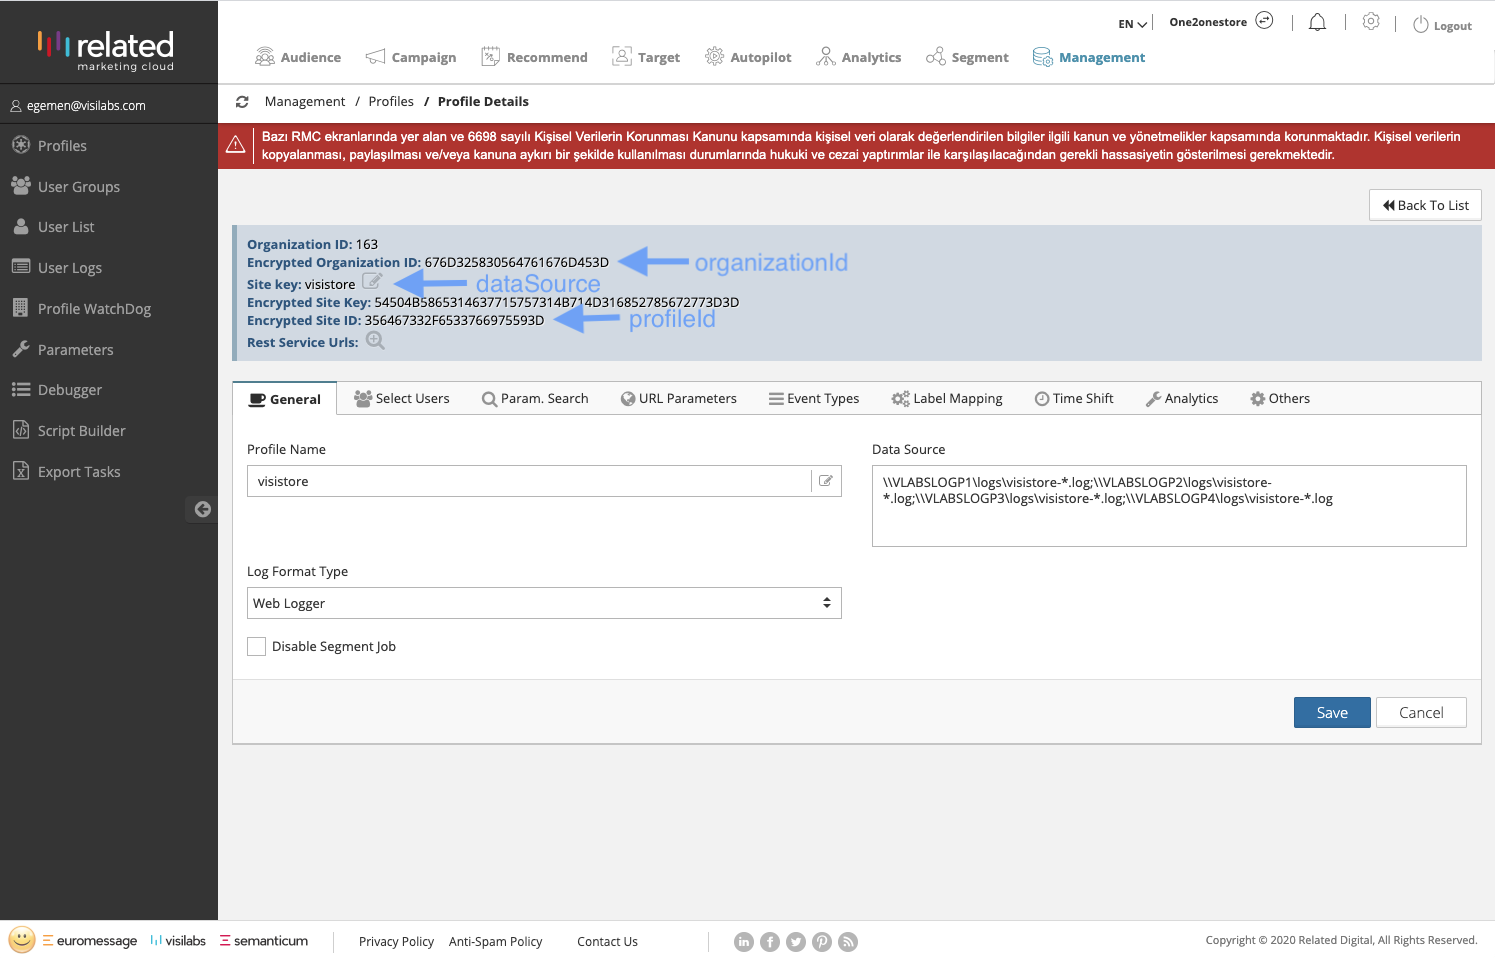 related
marketing cloud
EN
One2onestore
Logout
Audience
Campaign
Recommend
Target
Autopilot
Analytics
Segment
Management
egemen@visilabs.com
Management / Profiles / Profile Details
Bazı RMC ekranlarında yer alan ve 6698 sayılı Kişisel Verilerin Korunması Kanunu kapsamında kişisel veri olarak değerlendirilen bilgiler ilgili kanun ve yönetmelikler kapsamında korunmaktadır. Kişisel verilerin
kopyalanması, paylaşılması ve/veya kanuna aykırı bir şekilde kullanılması durumlarında hukuki ve cezai yaptırımlar ile karşılaşılacağından gerekli hassasiyetin gösterilmesi gerekmektedir.
Profiles
User Groups
User List
User Logs
Profile WatchDog
Parameters
Debugger
Script Builder
Export Tasks
Back To List
Organization ID: 163
Encrypted Organization ID: 676D325830564761676D453D
organizationId
Site key: visistore
dataSource
Encrypted Site Key: 54504B5865314637715757314B714D316852785672773D3D
Encrypted Site ID: 356467332F6533766975593D
profileId
Rest Service Urls:
General
Select Users
Param. Search
URL Parameters
Event Types
Label Mapping
Time Shift
Analytics
Others
Profile Name
visistore
Data Source
\\VLABSLOGP1\logs\visistore-*.log;\\VLABSLOGP2\logs\visistore-
*.log;\\VLABSLOGP3\logs\visistore-*.log;\\VLABSLOGP4\logs\visistore-*.log
Log Format Type
Web Logger
Disable Segment Job
Save
Cancel
euromessage
visilabs
semanticum
Privacy Policy
Anti-Spam Policy
Contact Us
Copyright © 2020 Related Digital, All Rights Reserved.